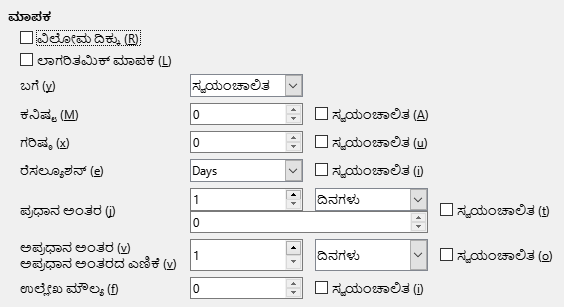 ಮಾಪಕ
ವಿಲೋಮ ದಿಕ್ಕು (R)
ಲಾಗರಿತಮಿಕ್ ಮಾಪಕ (L)
ಬಗೆ (y) ಸ್ವಯಂಚಾಲಿತ
ಕನಿಷ್ಠ (M) 0 ಸ್ವಯಂಚಾಲಿತ (A)
ಗರಿಷ್ಠ (x) 0 ಸ್ವಯಂಚಾಲಿತ (u)
ರೆಸಲ್ಯೂಶನ್ (e) Days ಸ್ವಯಂಚಾಲಿತ (i)
ಪ್ರಧಾನ ಅಂತರ (j) 1 ದಿನಗಳು ಸ್ವಯಂಚಾಲಿತ (t)
0
ಅಪ್ರಧಾನ ಅಂತರ (v)
ಅಪ್ರಧಾನ ಅಂತರದ ಎಣಿಕೆ (v) 1 ದಿನಗಳು ಸ್ವಯಂಚಾಲಿತ (o)
ಉಲ್ಲೇಖ ಮೌಲ್ಯ (f) 0 ಸ್ವಯಂಚಾಲಿತ (i)